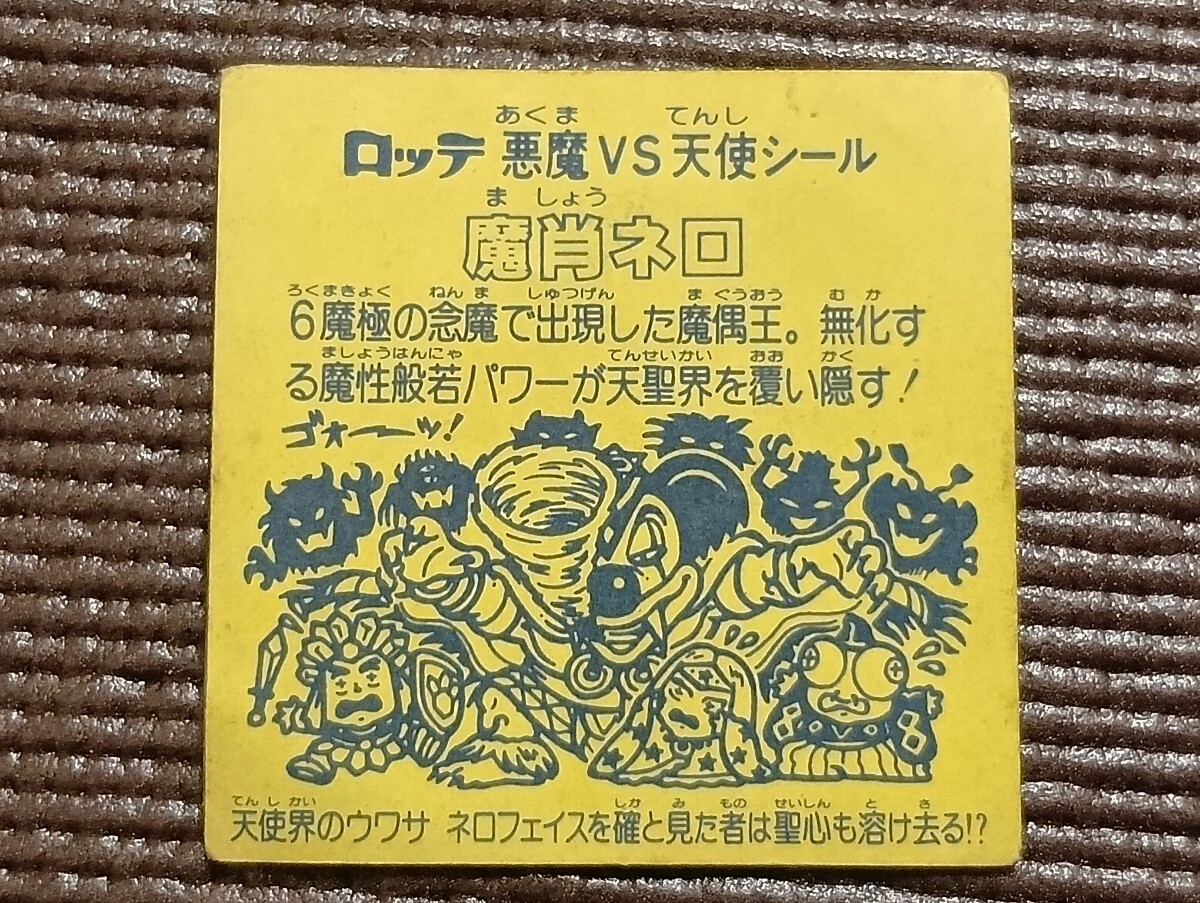 あくま てんし
ロッテ 悪魔VS天使シール
ましょう
魔肖ネロ
ろくまきょく ねんま しゅつげん まぐうおう むか
6魔極の念魔で出現した魔偶王。無化す
ましょうはんにゃ てんせいかい おお かく
る魔性般若パワーが天聖界を覆い隠す!
ゴォーーッ!
てんしかい しか み もの せいしん と さ
天使界のウワサ ネロフェイスを確と見た者は聖心も溶け去る!?